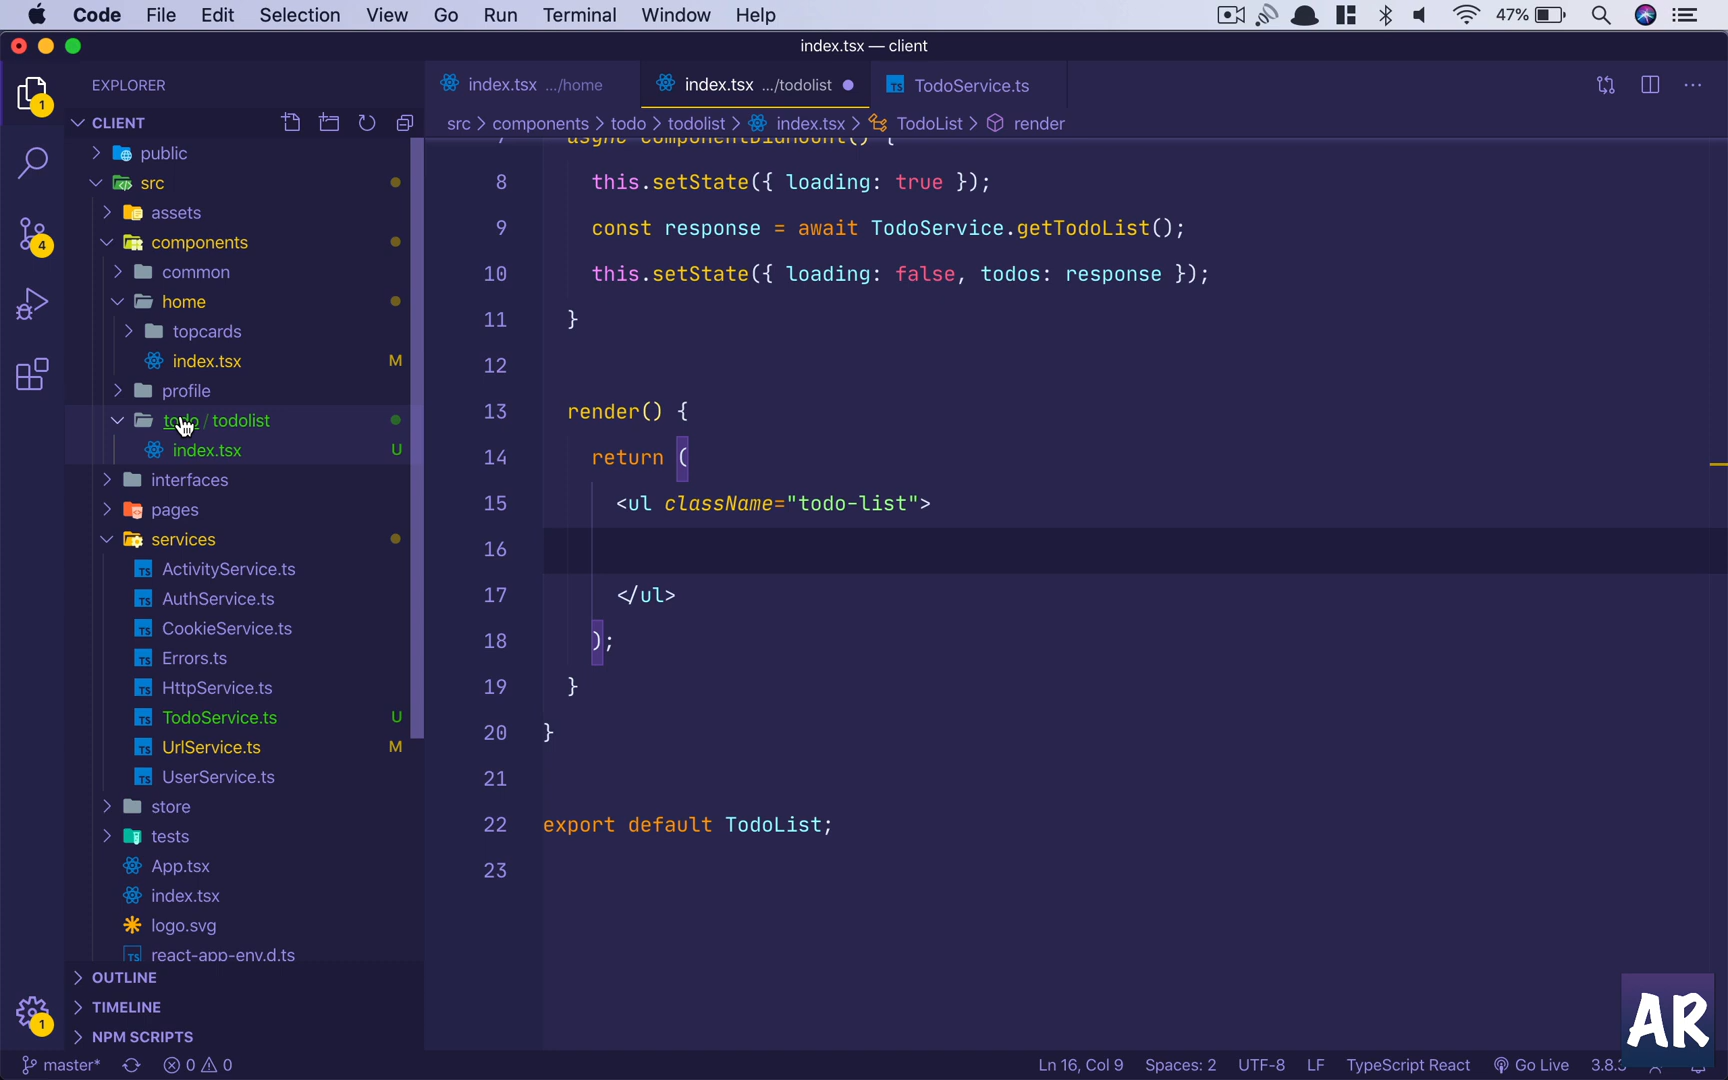 Code File Edit Selection View Go Run Terminal Window Help 47%
index.tsx — client
EXPLORER
index.tsx .../home index.tsx .../todolist TodoService.ts
CLIENT
src > components > todo > todolist > index.tsx > TodoList > render
public
src
assets
components
common
home
topcards
index.tsx M
profile
todo / todolist
index.tsx U
interfaces
pages
services
ActivityService.ts
AuthService.ts
CookieService.ts
Errors.ts
HttpService.ts
TodoService.ts U
UrlService.ts M
UserService.ts
store
tests
App.tsx
index.tsx
logo.svg
react-app-env.d.ts
OUTLINE
TIMELINE
NPM SCRIPTS
1
4
1
7 async componentDidMount() {
8 this.setState({ loading: true });
9 const response = await TodoService.getTodoList();
10 this.setState({ loading: false, todos: response });
11 }
12
13 render() {
14 return (
15 <ul className="todo-list">
16
17 </ul>
18 );
19 }
20 }
21
22 export default TodoList;
23
AR
master* 0 0 Ln 16, Col 9 Spaces: 2 UTF-8 LF TypeScript React Go Live